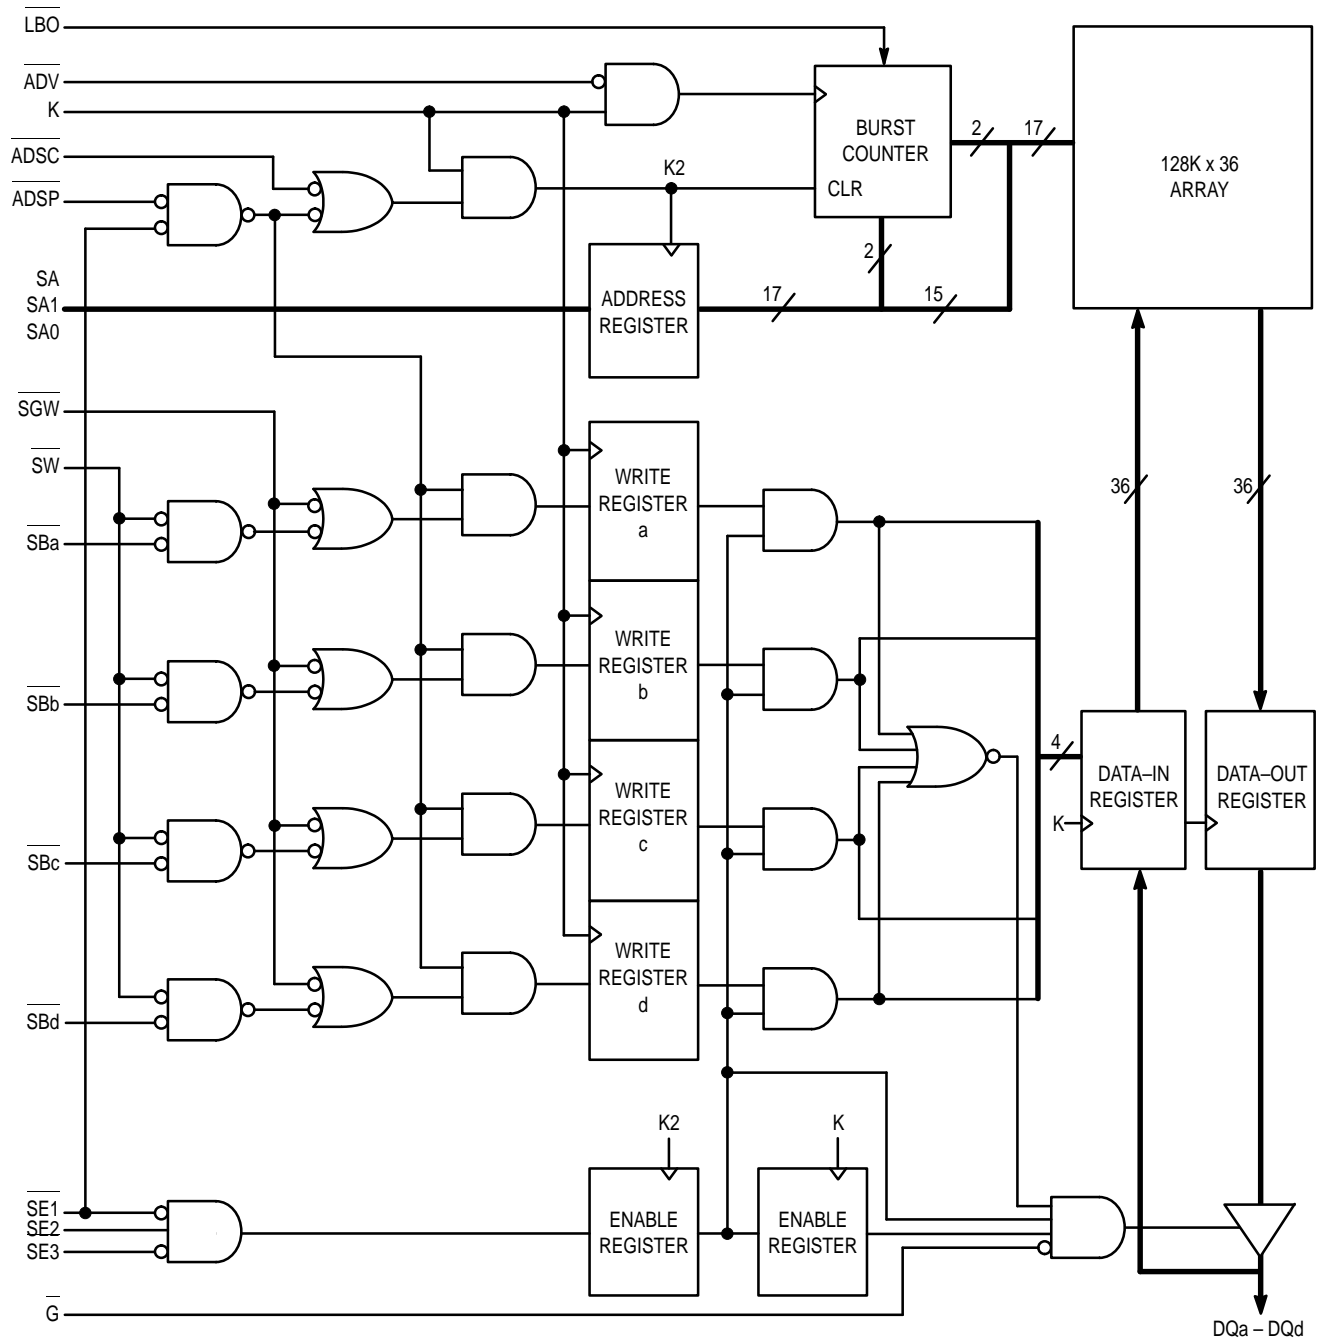 LBO
ADV
K
ADSC
ADSP
K2
BURST
COUNTER
CLR
2
17
128K x 36
ARRAY
2
SA
SA1
SA0
ADDRESS
REGISTER
17
15
SGW
SW
SBa
SBb
SBc
SBd
WRITE
REGISTER
a
WRITE
REGISTER
b
WRITE
REGISTER
c
WRITE
REGISTER
d
36
36
4
DATA–IN
REGISTER
K
DATA–OUT
REGISTER
K2
K
SE1
SE2
SE3
ENABLE
REGISTER
ENABLE
REGISTER
G
DQa – DQd